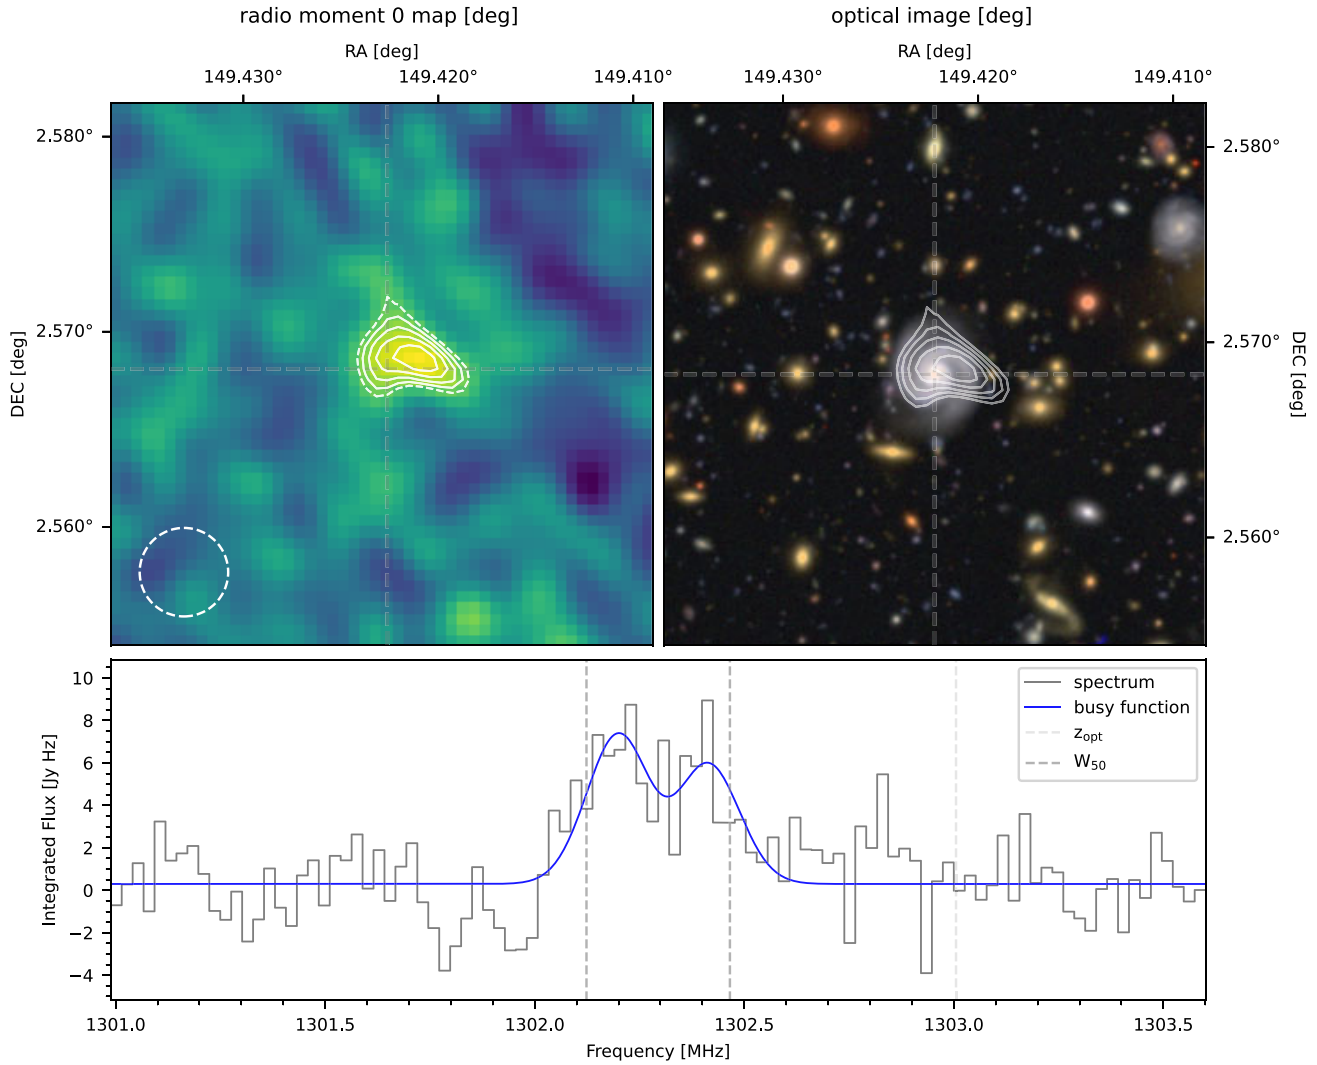 radio moment 0 map [deg]
optical image [deg]
RA [deg]
RA [deg]
149.430° 149.420° 149.410°
149.430° 149.420° 149.410°
2.580°
2.570°
2.560°
DEC [deg]
2.580°
2.570°
2.560°
DEC [deg]
10
8
6
4
2
0
−2
−4
Integrated Flux [Jy Hz]
spectrum
busy function
z_opt
W_50
1301.0 1301.5 1302.0 1302.5 1303.0 1303.5
Frequency [MHz]